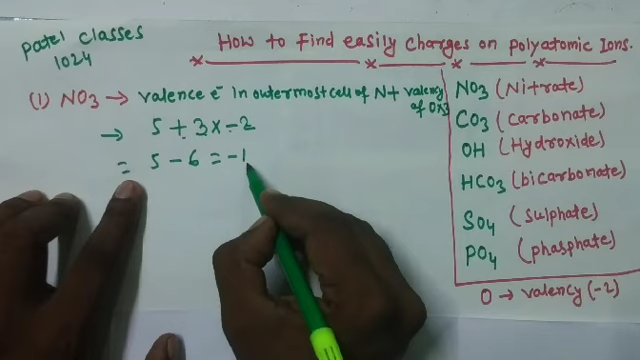 Patel Classes
1024
How to Find easily Charges on Polyatomic Ions.
(1) NO3 → valence e⁻ in outermost cell of N + valency of O×3
→ 5 + 3×-2
= 5 - 6 = -1
NO3 (Nitrate)
CO3 (Carbonate)
OH (Hydroxide)
HCO3 (bicarbonate)
SO4 (sulphate)
PO4 (phosphate)
O → valency (-2)